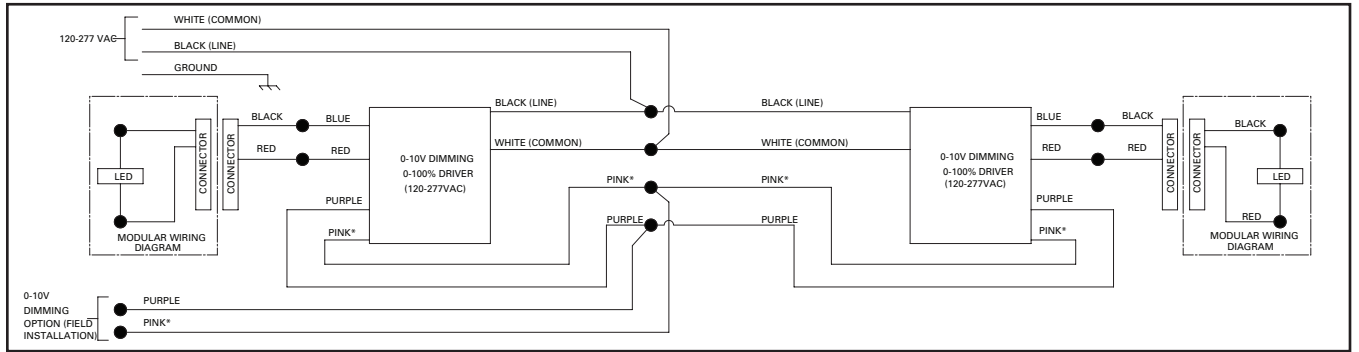 WHITE (COMMON)
120-277 VAC
BLACK (LINE)
GROUND
BLACK (LINE)
BLACK (LINE)
BLACK
BLUE
BLUE
BLACK
BLACK
CONNECTOR
CONNECTOR
CONNECTOR
CONNECTOR
WHITE (COMMON)
WHITE (COMMON)
RED
RED
RED
RED
0-10V DIMMING
0-100% DRIVER
(120-277VAC)
0-10V DIMMING
0-100% DRIVER
(120-277VAC)
LED
LED
PINK*
PINK*
PURPLE
PURPLE
PURPLE
PURPLE
RED
PINK*
PINK*
MODULAR WIRING
DIAGRAM
MODULAR WIRING
DIAGRAM
0-10V
DIMMING
OPTION (FIELD
INSTALLATION)
PURPLE
PINK*